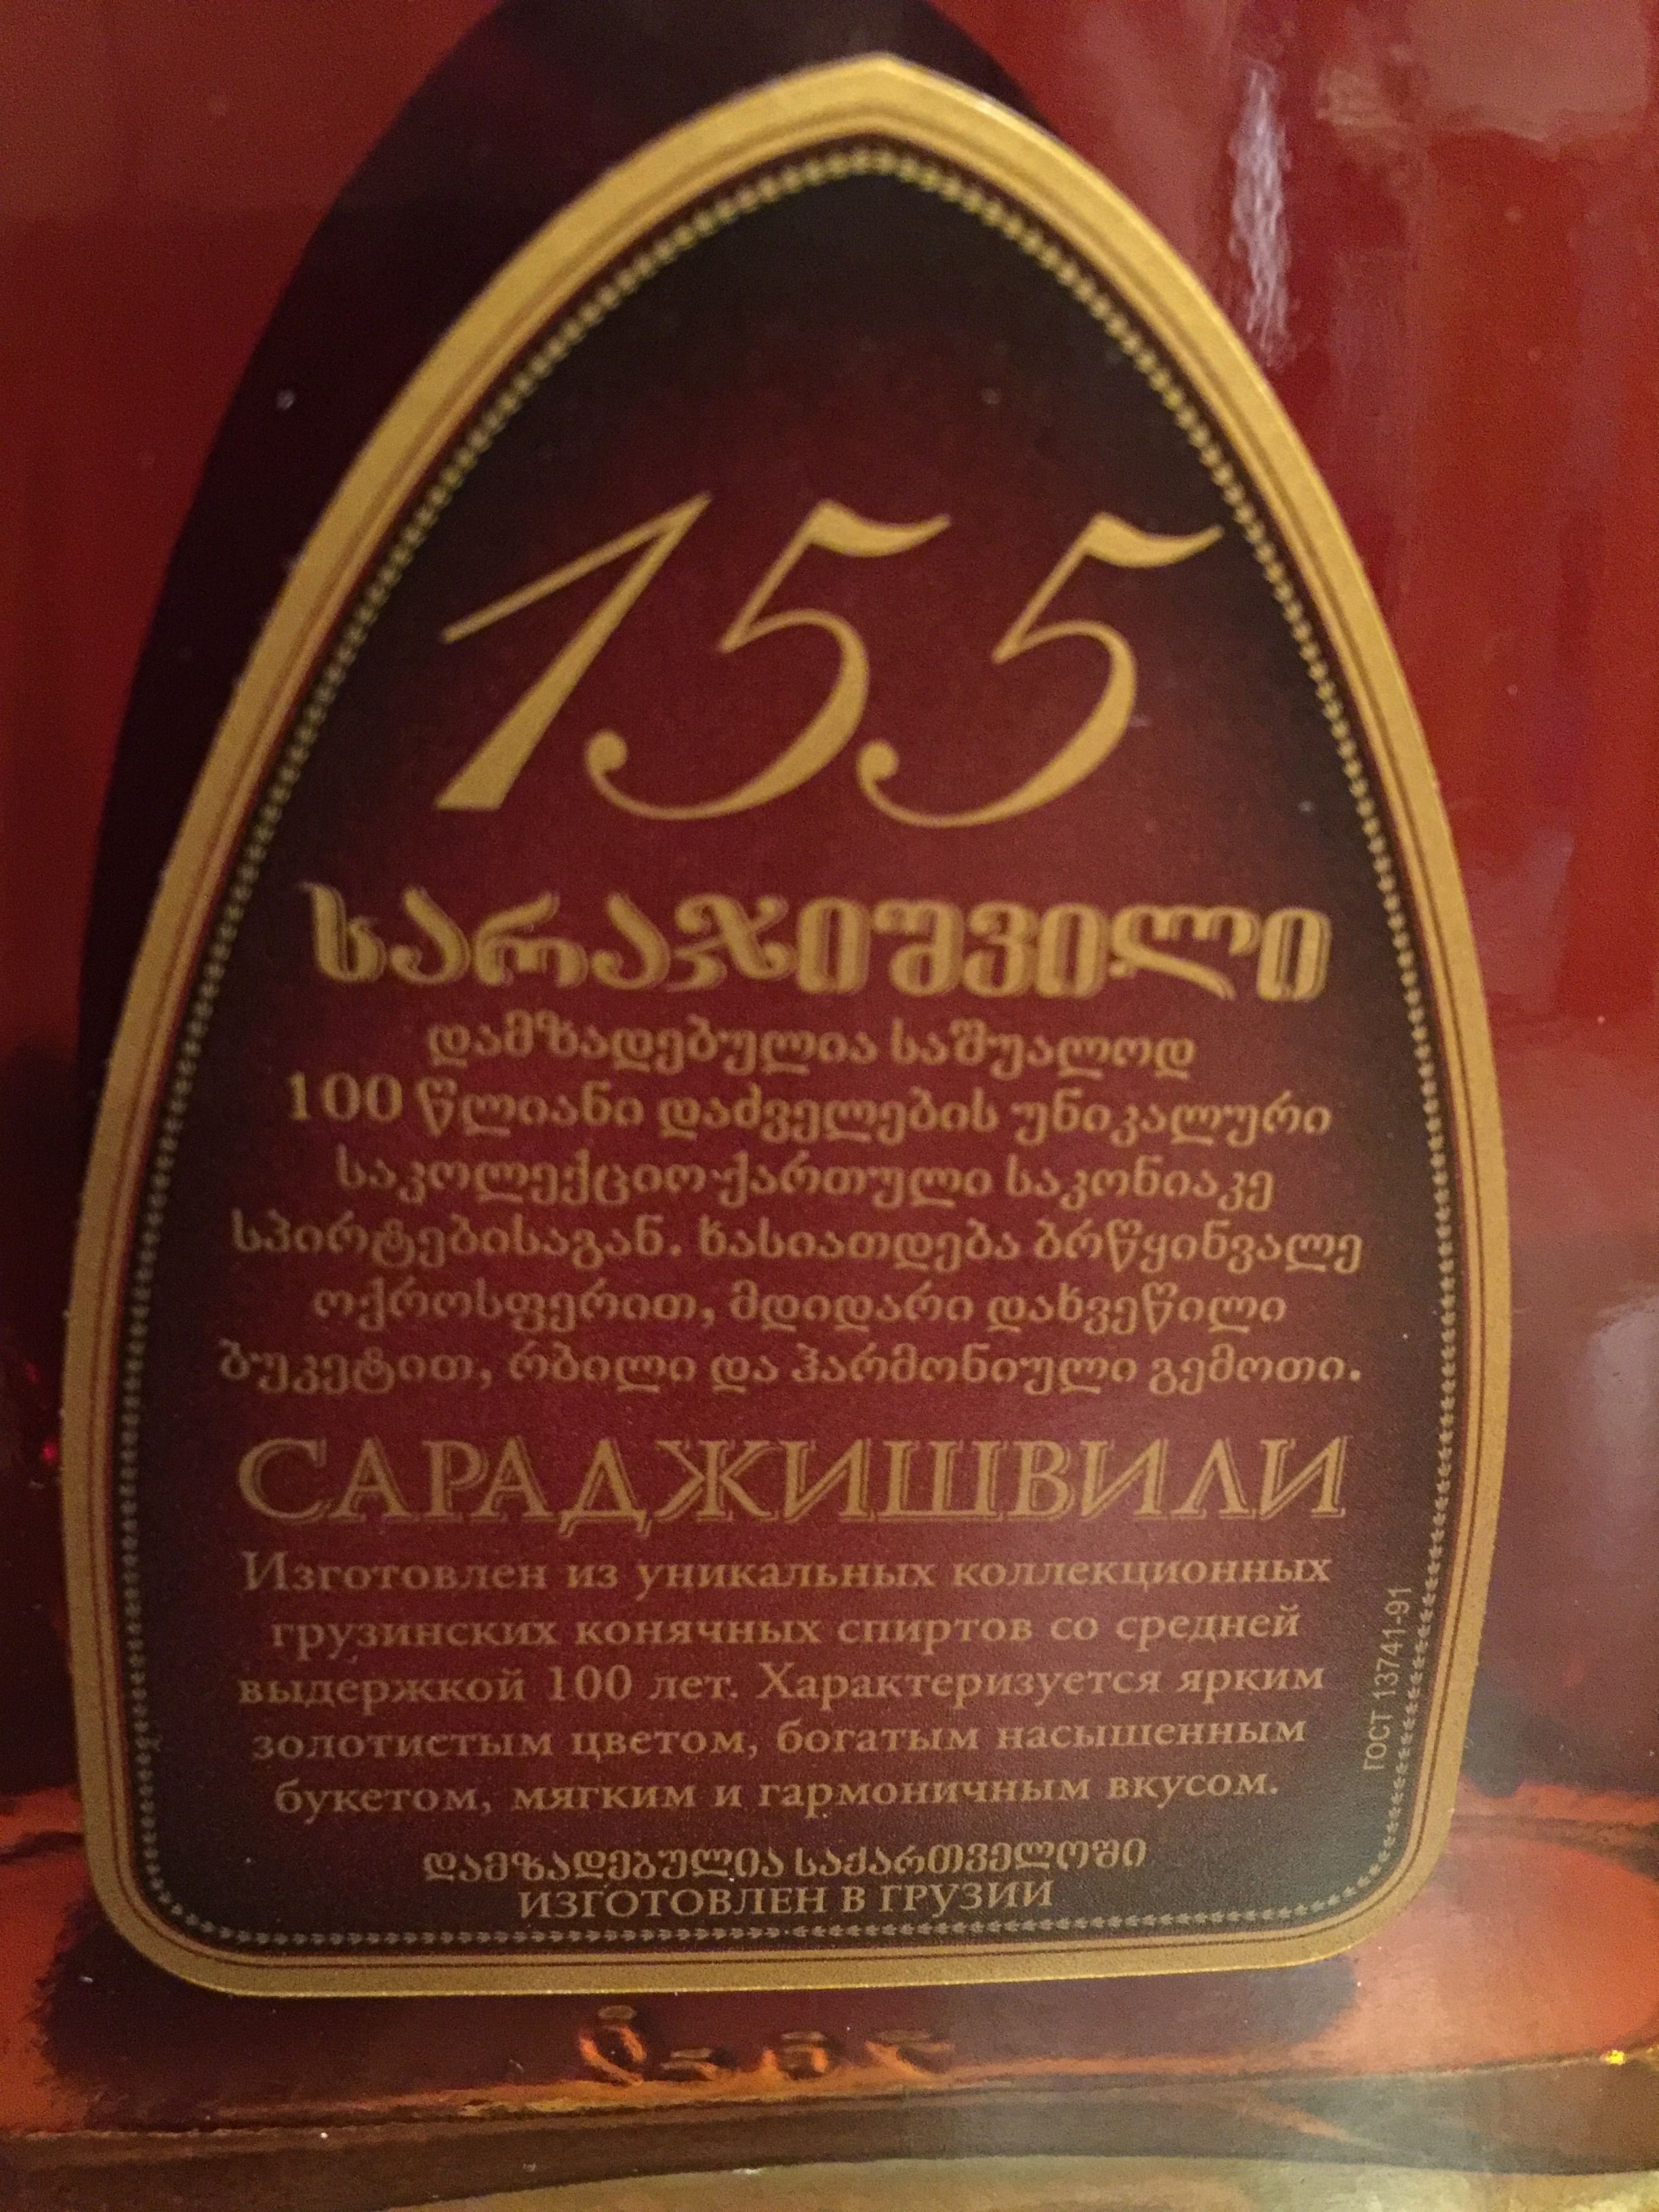 155
სარაჯიშვილი
დამზადებულია საშუალოდ
100 წლიანი დაძველების უნიკალური
საკოლექციო ქართული საკონიაკე
სპირტებისაგან. ხასიათდება ბრწყინვალე
ოქროსფერით, მდიდარი დახვეწილი
ბუკეტით, რბილი და ჰარმონიული გემოთი.
САРАДЖИШВИЛИ
Изготовлен из уникальных коллекционных
грузинских конячных спиртов со средней
выдержкой 100 лет. Характеризуется ярким
золотистым цветом, богатым насышенным
букетом, мягким и гармоничным вкусом.
ГОСТ 13741-91
დამზადებულია საქართველოში
ИЗГОТОВЛЕН В ГРУЗИИ